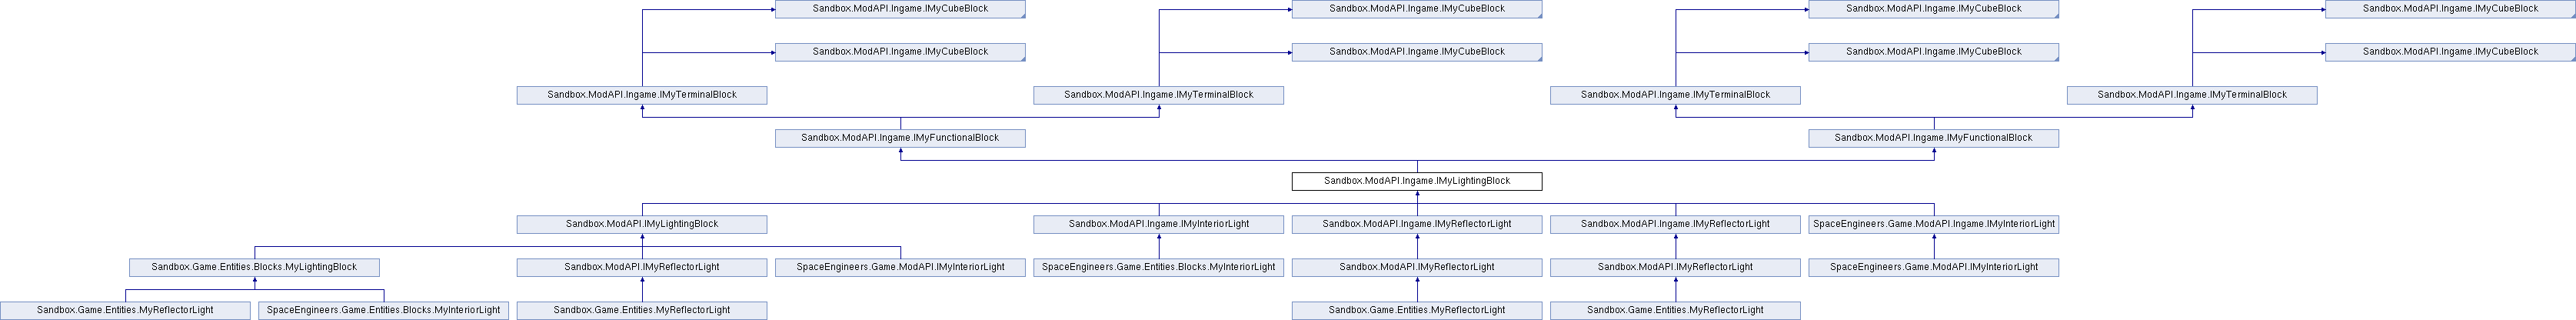 Sandbox.ModAPI.Ingame.IMyCubeBlock
Sandbox.ModAPI.Ingame.IMyCubeBlock
Sandbox.ModAPI.Ingame.IMyCubeBlock
Sandbox.ModAPI.Ingame.IMyCubeBlock
Sandbox.ModAPI.Ingame.IMyCubeBlock
Sandbox.ModAPI.Ingame.IMyCubeBlock
Sandbox.ModAPI.Ingame.IMyCubeBlock
Sandbox.ModAPI.Ingame.IMyCubeBlock
Sandbox.ModAPI.Ingame.IMyTerminalBlock
Sandbox.ModAPI.Ingame.IMyTerminalBlock
Sandbox.ModAPI.Ingame.IMyTerminalBlock
Sandbox.ModAPI.Ingame.IMyTerminalBlock
Sandbox.ModAPI.Ingame.IMyFunctionalBlock
Sandbox.ModAPI.Ingame.IMyFunctionalBlock
Sandbox.ModAPI.Ingame.IMyLightingBlock
Sandbox.ModAPI.IMyLightingBlock
Sandbox.ModAPI.Ingame.IMyInteriorLight
Sandbox.ModAPI.Ingame.IMyReflectorLight
Sandbox.ModAPI.Ingame.IMyReflectorLight
SpaceEngineers.Game.ModAPI.Ingame.IMyInteriorLight
Sandbox.Game.Entities.Blocks.MyLightingBlock
Sandbox.ModAPI.IMyReflectorLight
SpaceEngineers.Game.ModAPI.IMyInteriorLight
SpaceEngineers.Game.Entities.Blocks.MyInteriorLight
Sandbox.ModAPI.IMyReflectorLight
Sandbox.ModAPI.IMyReflectorLight
SpaceEngineers.Game.ModAPI.IMyInteriorLight
Sandbox.Game.Entities.MyReflectorLight
SpaceEngineers.Game.Entities.Blocks.MyInteriorLight
Sandbox.Game.Entities.MyReflectorLight
Sandbox.Game.Entities.MyReflectorLight
Sandbox.Game.Entities.MyReflectorLight